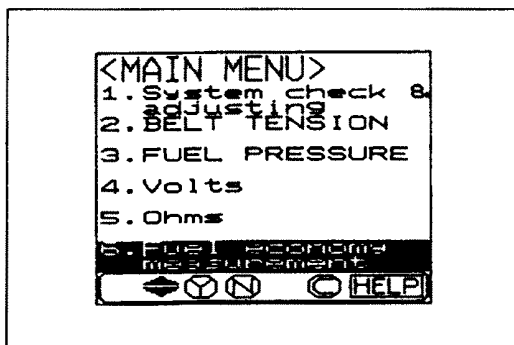 <MAIN MENU>
1.System check &
adjusting
2.BELT TENSION
3.FUEL PRESSURE
4.Volts
5.Ohms
6.Fuel economy
measurement
Y N C HELP